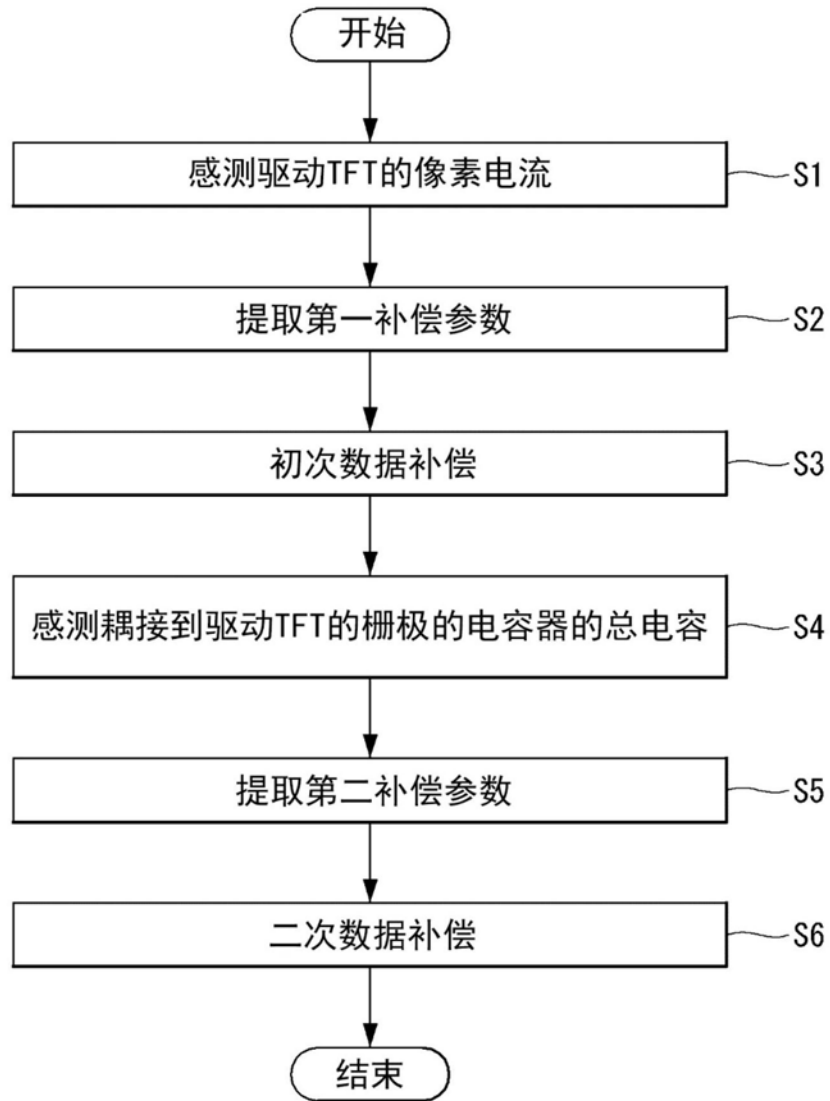 开始
感测驱动TFT的像素电流
S1
提取第一补偿参数
S2
初次数据补偿
S3
感测耦接到驱动TFT的栅极的电容器的总电容
S4
提取第二补偿参数
S5
二次数据补偿
S6
结束